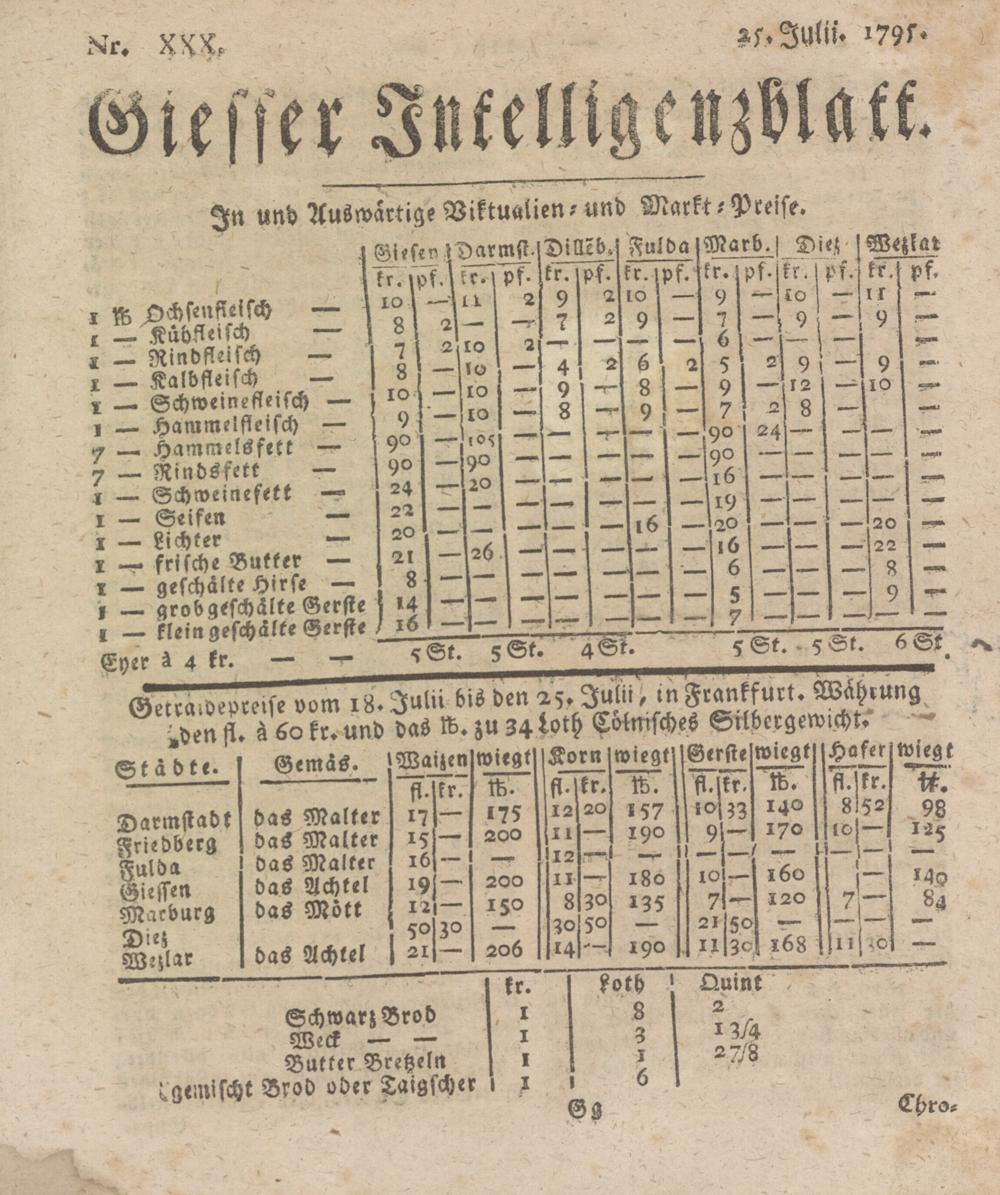 Nr. XXX. 25. Julii. 1795.
Giesser Intelligenzblatt.
In und Auswärtige Viktualien- und Markt-Preise.
Giesen Darmst. Dillēb. Fulda Marb. Diez Wezlar
kr. pf. kr. pf. kr. pf. kr. pf. kr. pf. kr. pf. kr. pf.
1 ℔ Ochsenfleisch — 10 — 11 2 9 2 10 — 9 — 10 — 11 —
1 — Kühfleisch — 8 2 — — 7 2 9 — 7 — 9 — 9 —
1 — Rindfleisch — 7 2 10 2 — — — — 6 — — — — —
1 — Kalbfleisch — 8 — 10 — 4 2 6 2 5 2 9 — 9 —
1 — Schweinefleisch — 10 — 10 — 9 — 8 — 9 — 12 — 10 —
1 — Hammelfleisch — 9 — 10 — 8 — 9 — 7 2 8 —
7 — Hammelsfett — 90 — 105 — — — — — 90 24 — — — —
7 — Rindsfett — 90 — 90 — — — — — 90 — — — — —
1 — Schweinefett — 24 — 20 — — — — — 16 — — — — —
1 — Seifen — 22 — — — — — — — 19 — — — — —
1 — Lichter — 20 — — — — — 16 — 20 — — — 20 —
1 — frische Butter — 21 — 26 — — — — — 16 — — — 22 —
1 — geschälte Hirse — 8 — — — — — — — 6 — — — 8 —
1 — grobgeschälte Gerste 14 — — — — — — — 5 — — — 9 —
1 — klein geschälte Gerste 16 — — — — — — — 7 — — — — —
Eyer à 4 kr. — — 5 St. 5 St. 4 St. 5 St. 5 St. 6 St.
Getraidepreise vom 18. Julii bis den 25. Julii, in Frankfurt. Währung
den fl. à 60 kr. und das ℔. zu 34 Loth Cölnisches Silbergewicht.
Städte. Gemäs. Waizen wiegt Korn wiegt Gerste wiegt Hafer wiegt
fl. kr. ℔. fl. kr. ℔. fl. kr. ℔. fl. kr. ℔.
Darmstadt das Malter 17 — 175 12 20 157 10 33 140 8 52 98
Friedberg das Malter 15 — 200 11 — 190 9 — 170 10 — 125
Fulda das Malter 16 — — 12 — — — — — — — —
Giessen das Achtel 19 — 200 11 — 180 10 — 160 — 140
Marburg das Mött 12 — 150 8 30 135 7 — 120 7 — 84
Diez 50 30 — 30 50 — 21 50 — — — —
Wezlar das Achtel 21 — 206 14 — 190 11 30 168 11 30 —
kr. Loth Quint
Schwarz Brod 1 8 2
Weck — — 1 3 1 3/4
Butter Bretzeln 1 1 2 7/8
gemischt Brod oder Taigscher 1 6
Gg Chro-